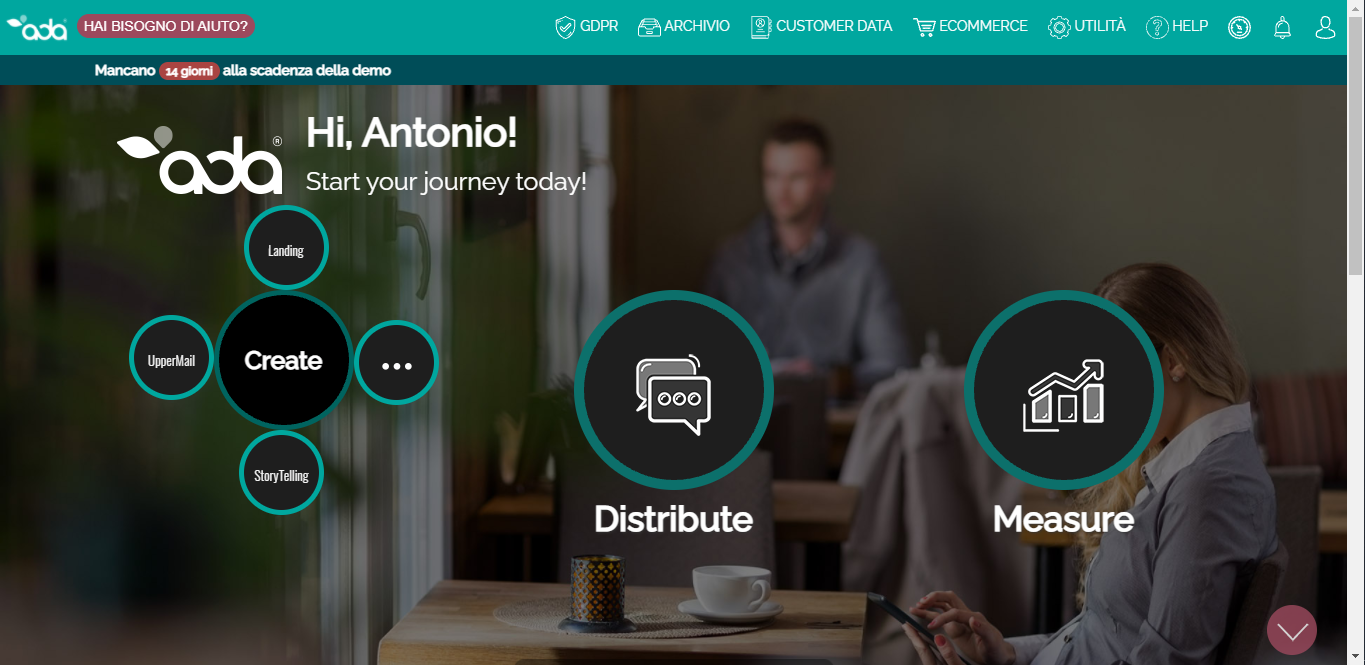 ada HAI BISOGNO DI AIUTO? GDPR ARCHIVIO CUSTOMER DATA ECOMMERCE UTILITÀ HELP
Mancano 14 giorni alla scadenza della demo
ada®
Hi, Antonio!
Start your journey today!
Landing
UpperMail
Create
...
StoryTelling
Distribute
Measure